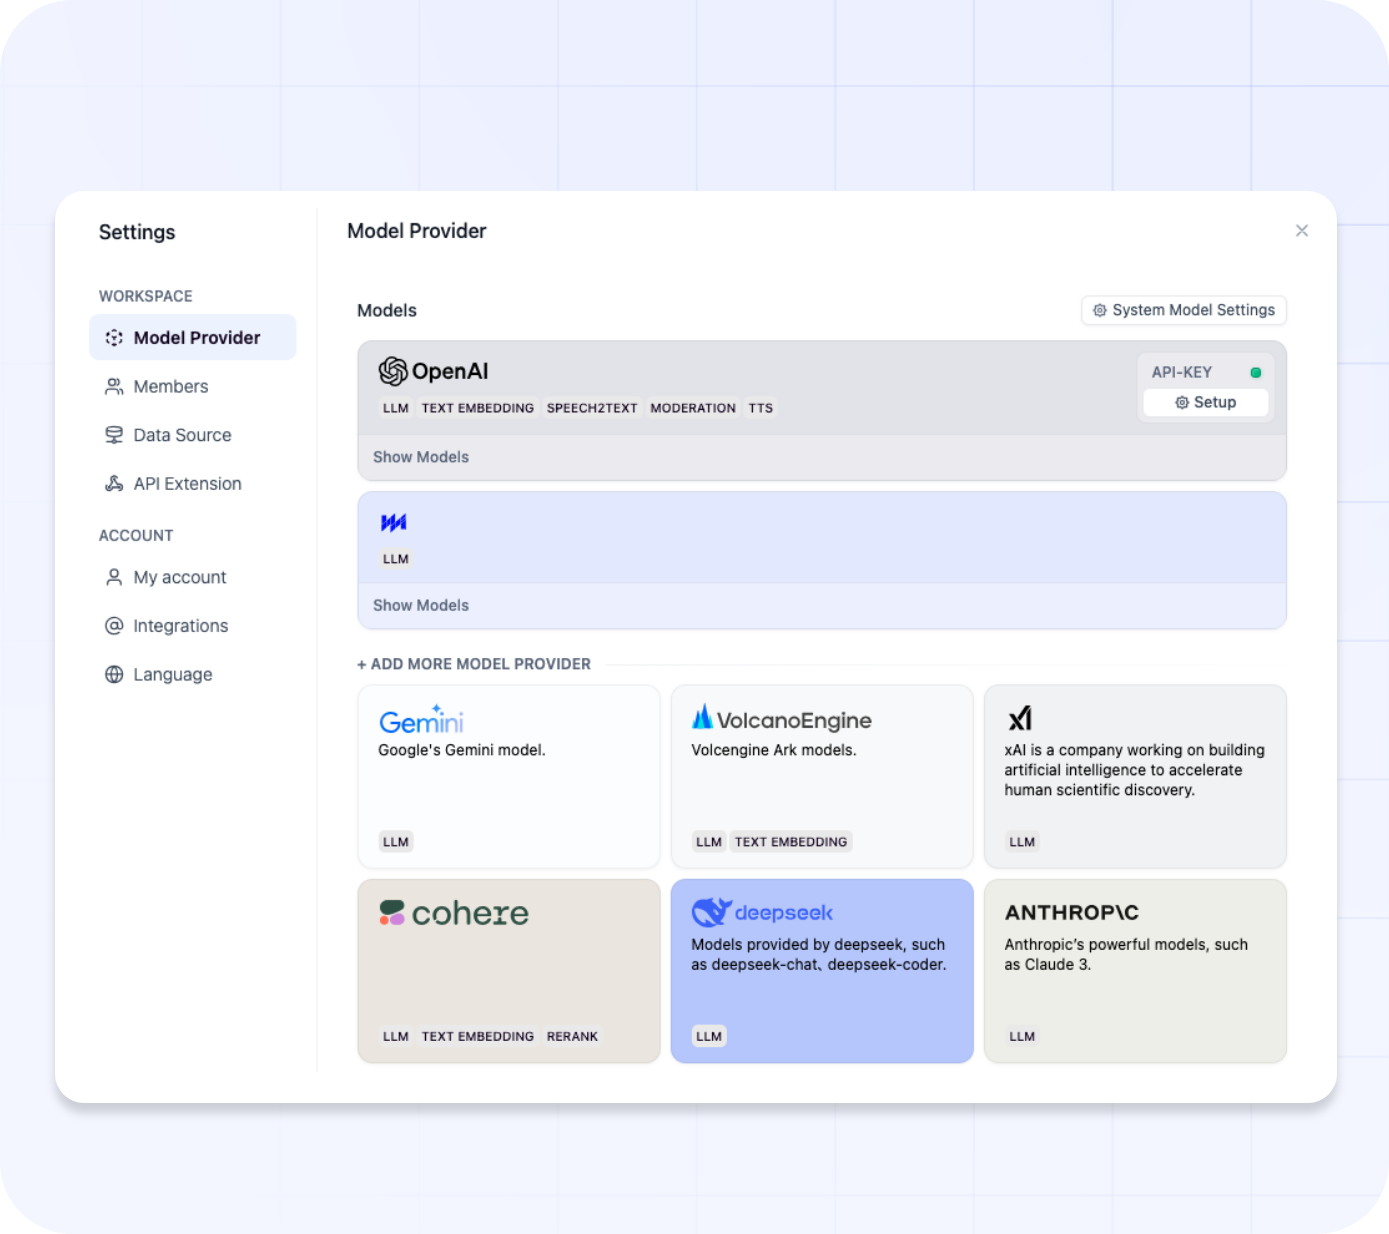 Settings
WORKSPACE
Model Provider
Members
Data Source
API Extension
ACCOUNT
My account
Integrations
Language
Model Provider
Models
System Model Settings
OpenAI
LLM TEXT EMBEDDING SPEECH2TEXT MODERATION TTS
API-KEY
Setup
Show Models
LLM
Show Models
+ ADD MORE MODEL PROVIDER
Gemini
Google's Gemini model.
LLM
VolcanoEngine
Volcengine Ark models.
LLM TEXT EMBEDDING
xAI is a company working on building
artificial intelligence to accelerate
human scientific discovery.
LLM
cohere
LLM TEXT EMBEDDING RERANK
deepseek
Models provided by deepseek, such
as deepseek-chat、deepseek-coder.
LLM
ANTHROP\C
Anthropic’s powerful models, such
as Claude 3.
LLM